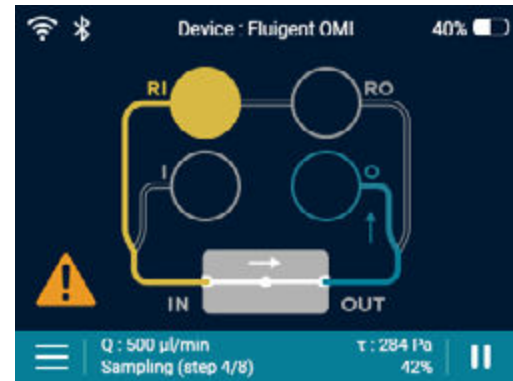 Device : Fluigent OMI 40%
RI RO
I O
IN OUT
Q : 500 µl/min τ : 284 Pa
Sampling (step 4/8) 42%